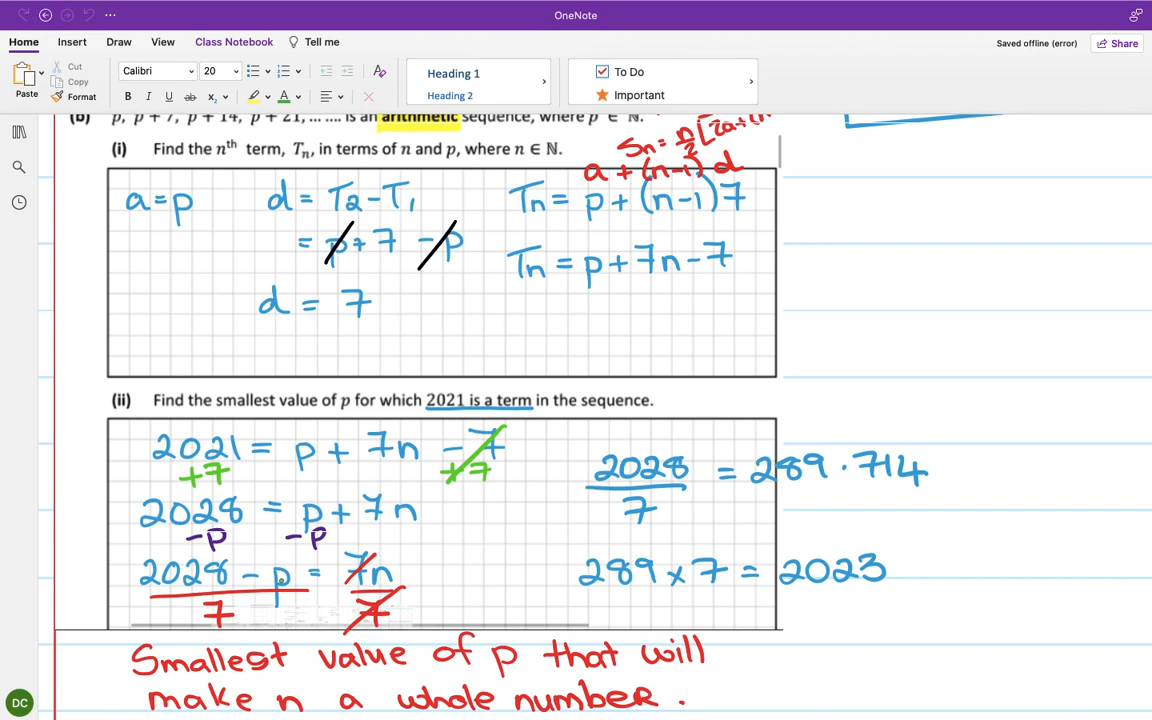 OneNote
Home Insert Draw View Class Notebook Tell me
Saved offline (error) Share
Paste Cut Copy Format
Calibri 20
B I U ab x₂ A
Heading 1
Heading 2
To Do
Important
(b) p, p + 7, p + 14, p + 21, ... .... is an arithmetic sequence, where p ∈ ℕ.
Sn = n/2 [2a + (n
(i) Find the nᵗʰ term, Tₙ, in terms of n and p, where n ∈ ℕ.
a + (n-1) d
a = p d = T2 - T1 Tn = p + (n-1)7
= p + 7 - p Tn = p + 7n - 7
d = 7
(ii) Find the smallest value of p for which 2021 is a term in the sequence.
2021 = p + 7n - 7
+7 +7
2028/7 = 289.714
2028 = p + 7n
-p -p
2028 - p = 7n
7 7
289 x 7 = 2023
Smallest value of p that will
make n a whole number.
DC